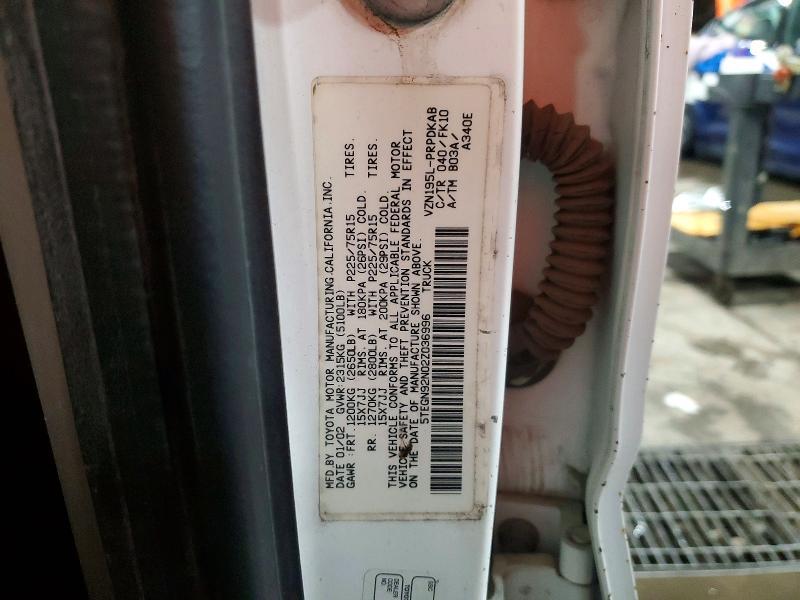 MFD.BY TOYOTA MOTOR MANUFACTURING CALIFORNIA,INC.
DATE 01/02 GVWR:2315KG (5100LB)
GAWR:FRT.1200KG (2650LB) WITH P225/75R15 TIRES.
15X7JJ RIMS. AT 180KPA (26PSI) COLD.
RR. 1270KG (2800LB) WITH P225/75R15 TIRES.
15X7JJ RIMS. AT 200KPA (29PSI) COLD.
THIS VEHICLE CONFORMS TO ALL APPLICABLE FEDERAL MOTOR
VEHICLE SAFETY AND THEFT PREVENTION STANDARDS IN EFFECT
ON THE DATE OF MANUFACTURE SHOWN ABOVE.
5TEGN92N02Z036996 TRUCK
VZN195L-PRPDKAB
C/TR 040/FK10
A/TM B03A/
A340E
DEALER
CODE
NO